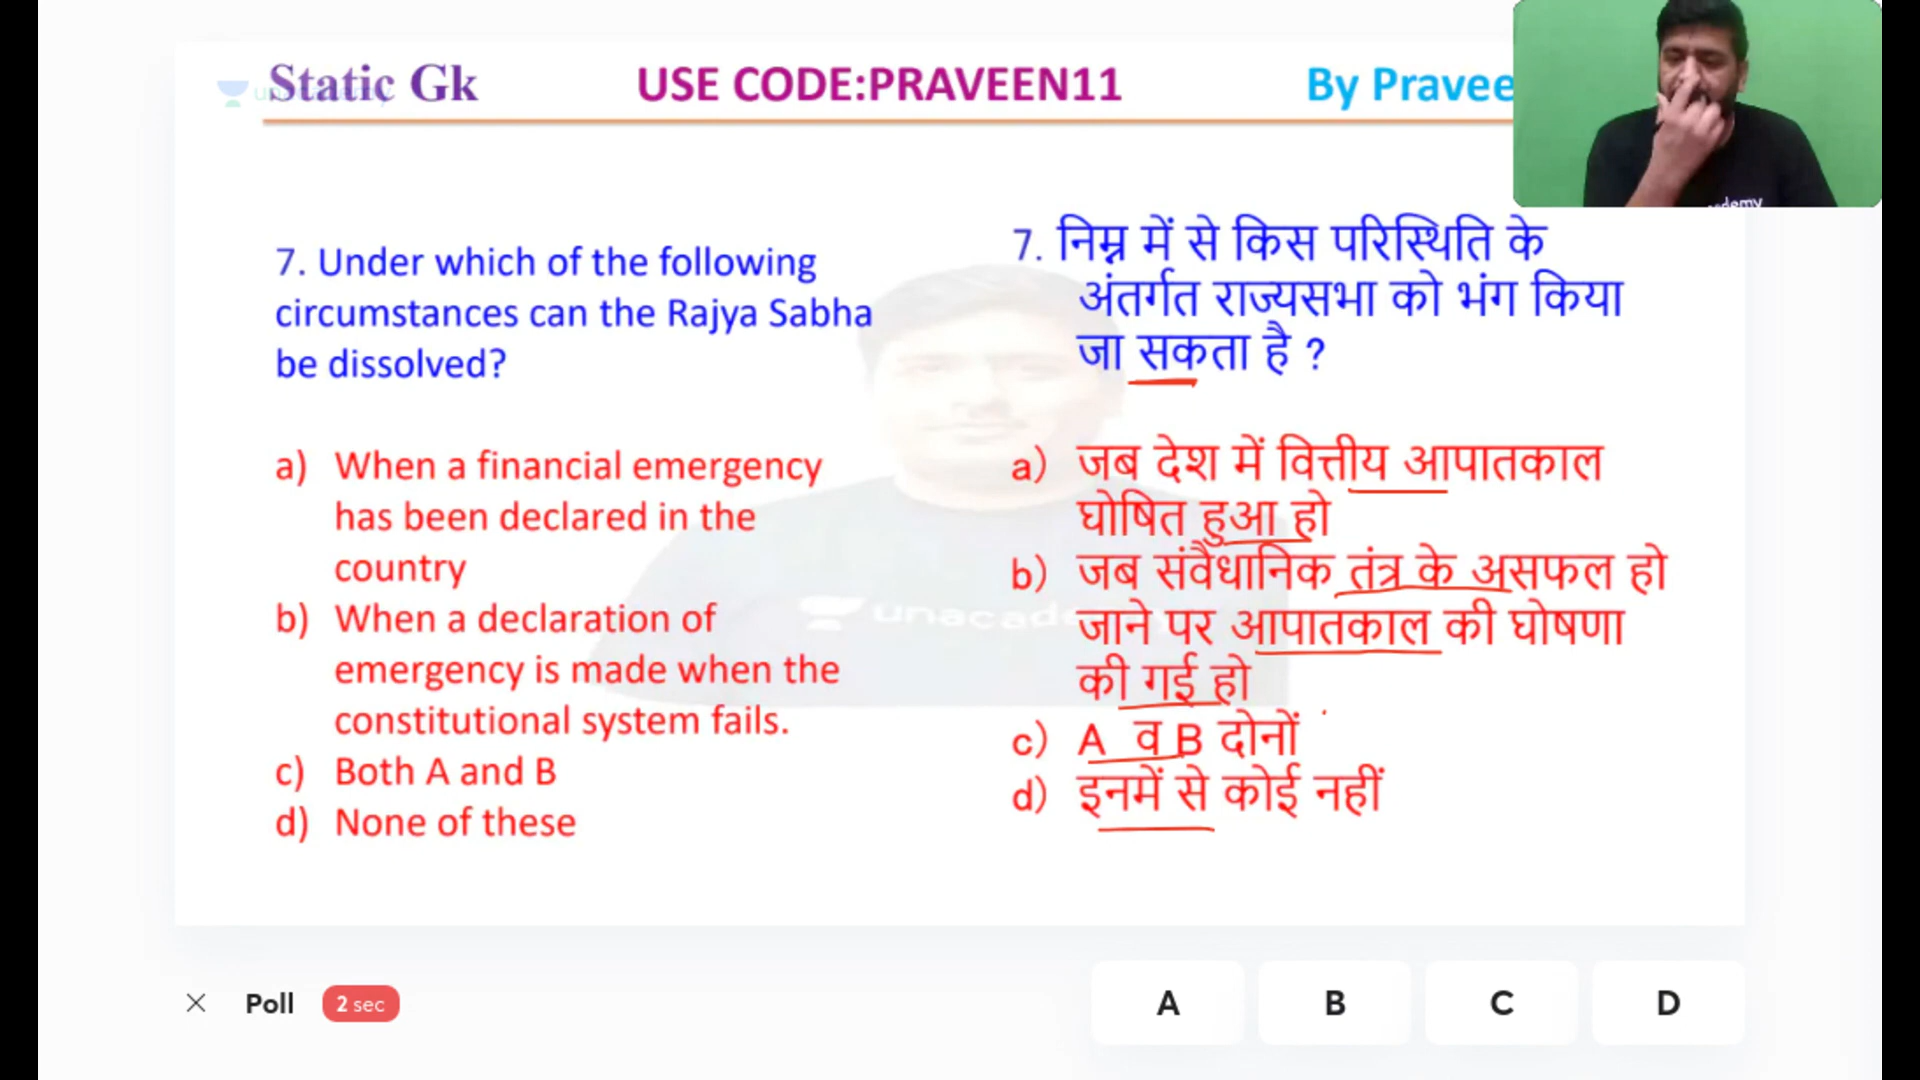 Static Gk
USE CODE:PRAVEEN11
By Pravee
7. Under which of the following
circumstances can the Rajya Sabha
be dissolved?
a) When a financial emergency
has been declared in the
country
b) When a declaration of
emergency is made when the
constitutional system fails.
c) Both A and B
d) None of these
7. निम्न में से किस परिस्थिति के
अंतर्गत राज्यसभा को भंग किया
जा सकता है ?
a) जब देश में वित्तीय आपातकाल
घोषित हुआ हो
b) जब संवैधानिक तंत्र के असफल हो
जाने पर आपातकाल की घोषणा
की गई हो
c) A व B दोनों
d) इनमें से कोई नहीं
Poll 2 sec
A B C D